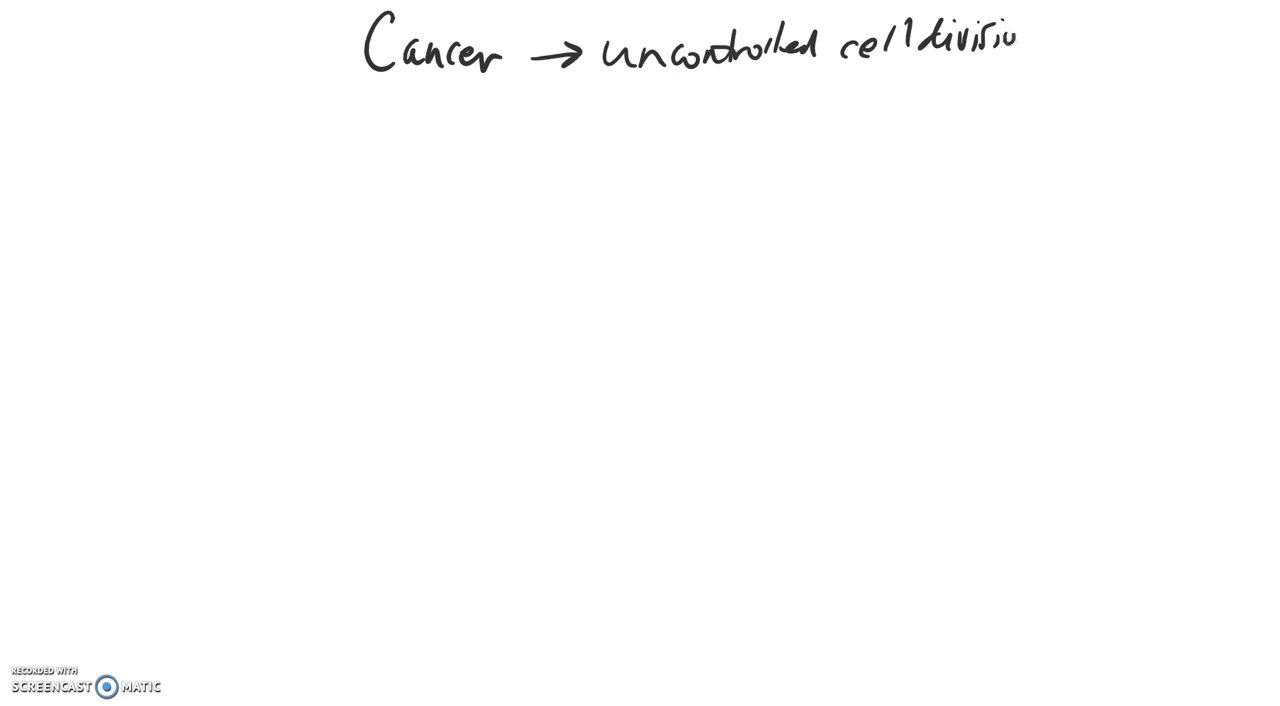 Cancer → uncontrolled cell divisio
RECORDED WITH
SCREENCAST MATIC